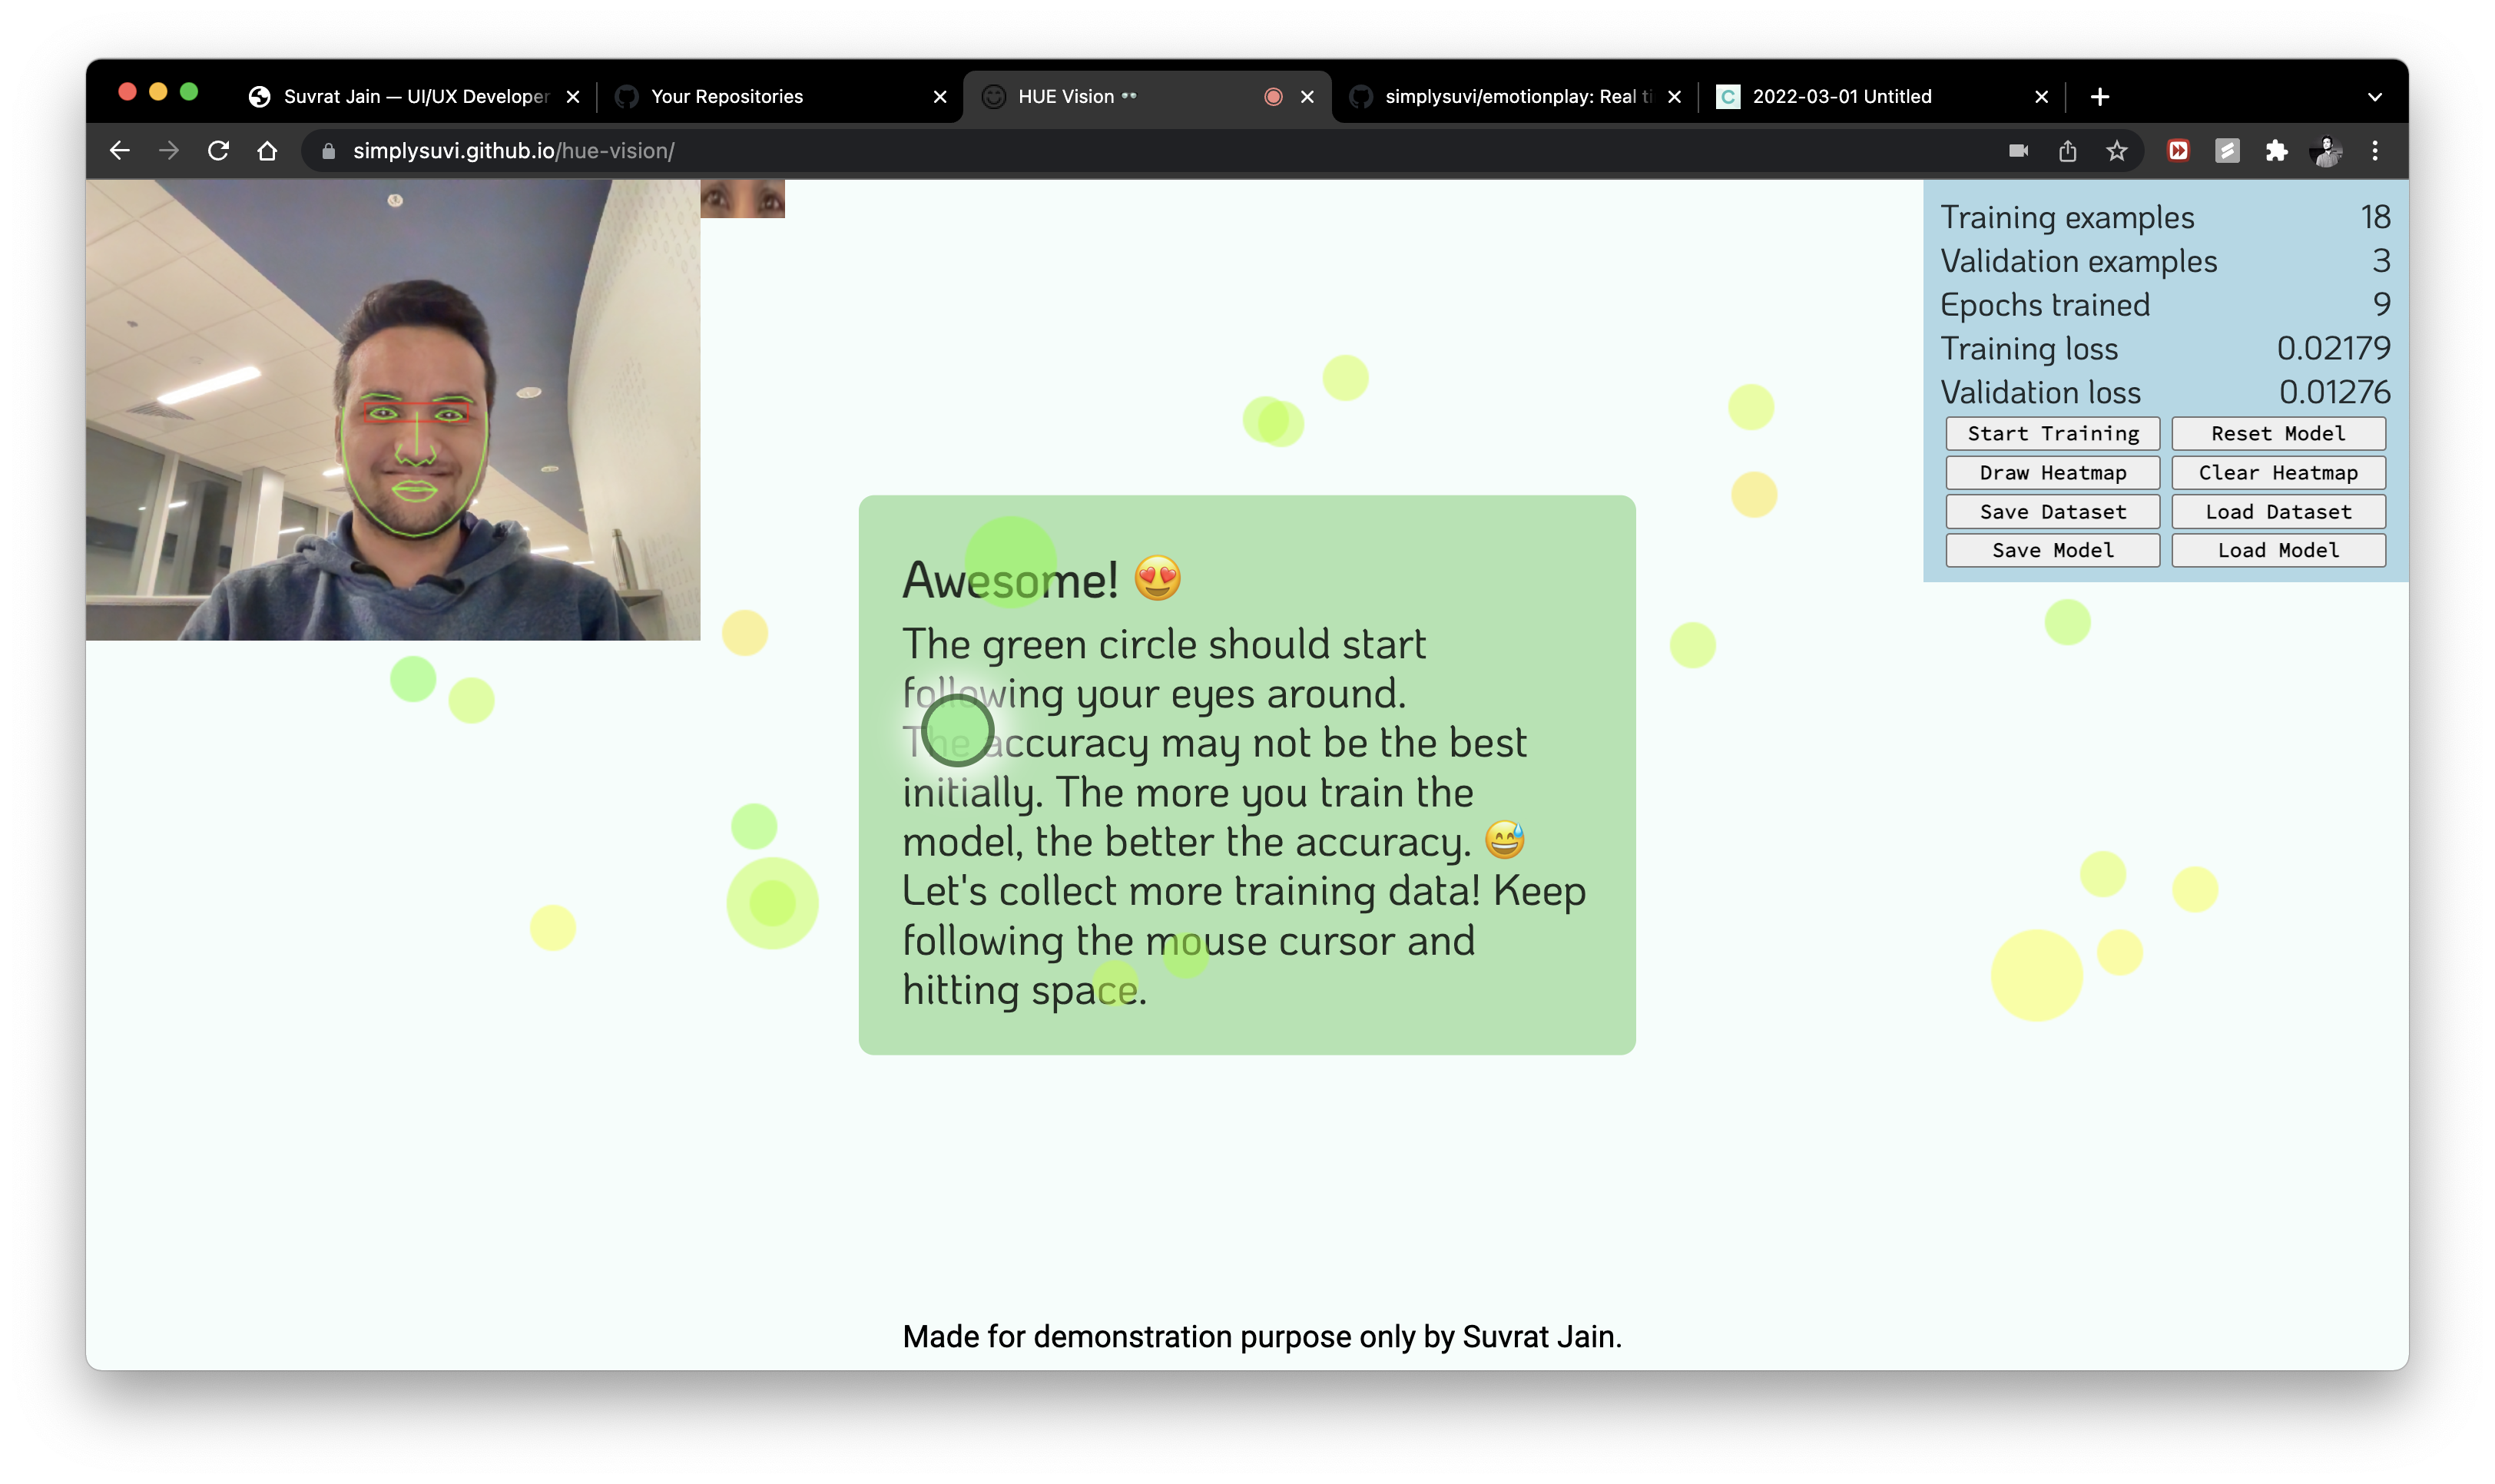 Suvrat Jain — UI/UX Developer
Your Repositories
HUE Vision
simplysuvi/emotionplay: Real ti
C 2022-03-01 Untitled
simplysuvi.github.io/hue-vision/
Training examples 18
Validation examples 3
Epochs trained 9
Training loss 0.02179
Validation loss 0.01276
Start Training Reset Model
Draw Heatmap Clear Heatmap
Save Dataset Load Dataset
Save Model Load Model
Awesome! 😍
The green circle should start
following your eyes around.
The accuracy may not be the best
initially. The more you train the
model, the better the accuracy. 😅
Let's collect more training data! Keep
following the mouse cursor and
hitting space.
Made for demonstration purpose only by Suvrat Jain.